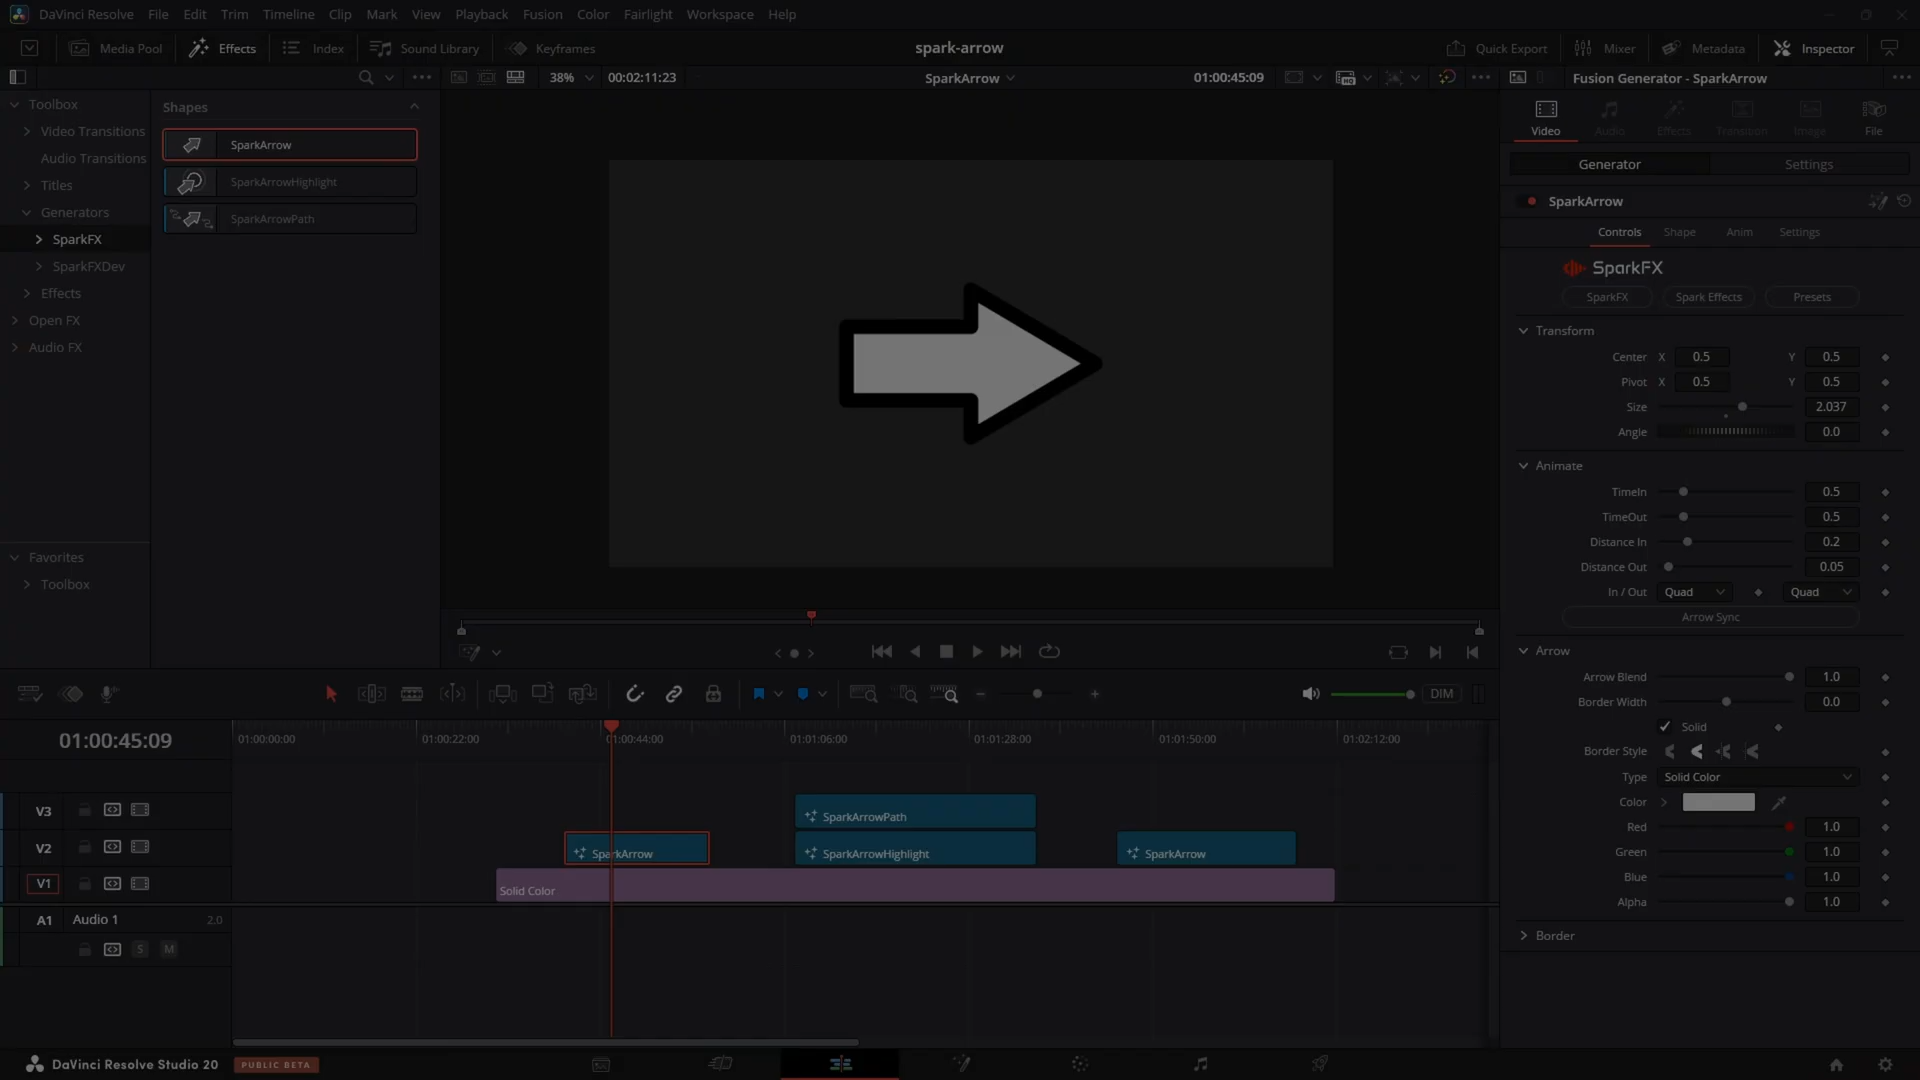 DaVinci Resolve File Edit Trim Timeline Clip Mark View Playback Fusion Color Fairlight Workspace Help
Media Pool Effects Index Sound Library Keyframes spark-arrow Quick Export Mixer Metadata Inspector
38% 00:02:11:23 SparkArrow 01:00:45:09 Fusion Generator - SparkArrow
Toolbox
Video Transitions
Audio Transitions
Titles
Generators
SparkFX
SparkFXDev
Effects
Open FX
Audio FX
Favorites
Toolbox
Shapes
SparkArrow
SparkArrowHighlight
SparkArrowPath
Video Audio Effects Transition Image File
Generator Settings
SparkArrow
Controls Shape Anim Settings
SparkFX
SparkFX Spark Effects Presets
Transform
Center X 0.5 Y 0.5
Pivot X 0.5 Y 0.5
Size 2.037
Angle 0.0
Animate
TimeIn 0.5
TimeOut 0.5
Distance In 0.2
Distance Out 0.05
In / Out Quad Quad
Arrow Sync
Arrow
Arrow Blend 1.0
Border Width 0.0
Solid
Border Style
Type Solid Color
Color
Red 1.0
Green 1.0
Blue 1.0
Alpha 1.0
Border
DIM
01:00:45:09
01:00:00:00 01:00:22:00 01:00:44:00 01:01:06:00 01:01:28:00 01:01:50:00 01:02:12:00
V3 SparkArrowPath
V2 SparkArrow SparkArrowHighlight SparkArrow
V1 Solid Color
A1 Audio 1 2.0
S M
DaVinci Resolve Studio 20 PUBLIC BETA